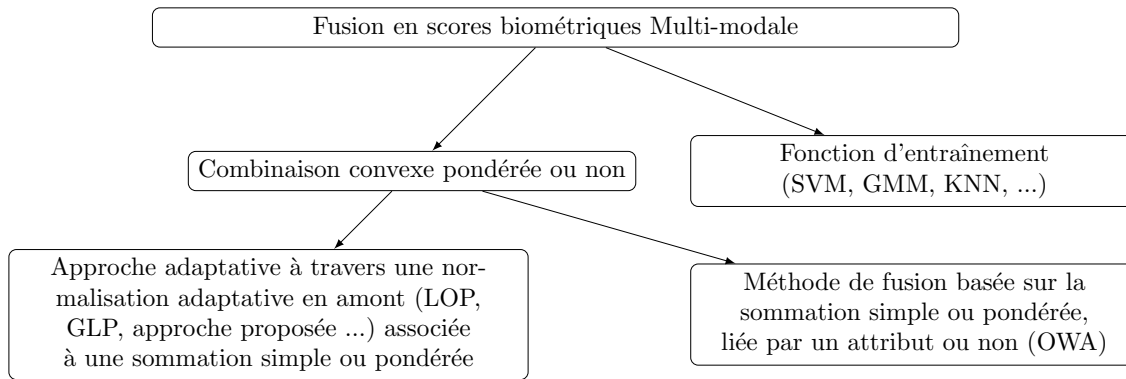 Fusion en scores biométriques Multi-modale
Combinaison convexe pondérée ou non
Fonction d'entraînement
(SVM, GMM, KNN, ...)
Approche adaptative à travers une nor-
malisation adaptative en amont (LOP,
GLP, approche proposée ...) associée
à une sommation simple ou pondérée
Méthode de fusion basée sur la
sommation simple ou pondérée,
liée par un attribut ou non (OWA)